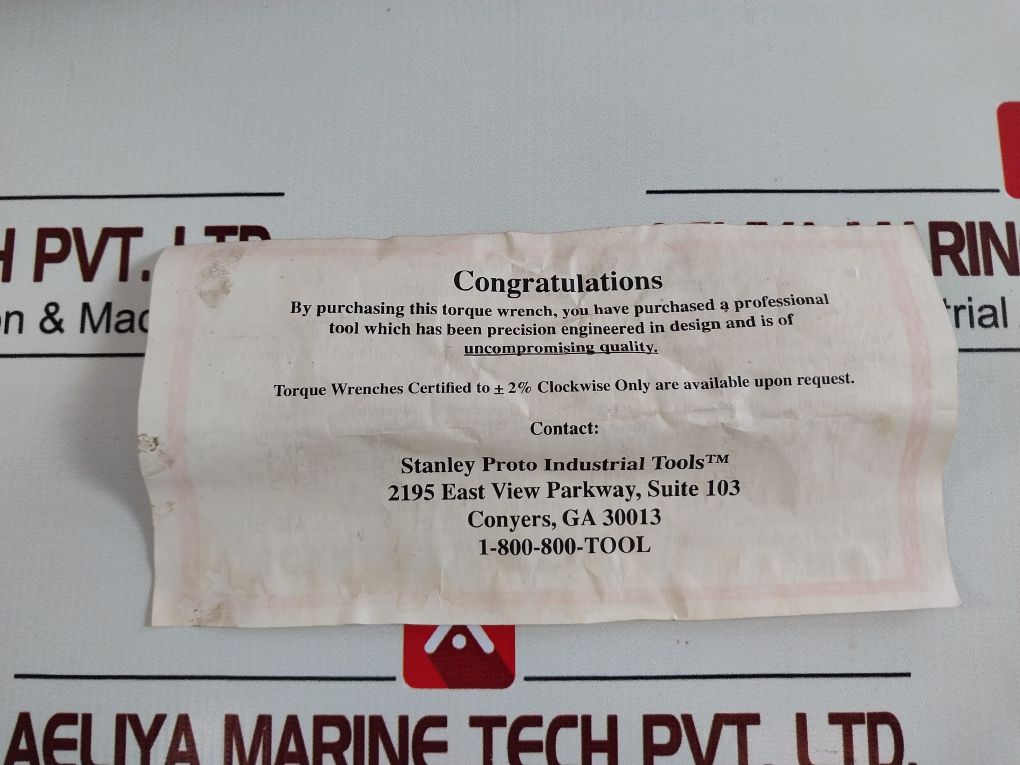 H PVT. LTD
n & Mac
MARIN
trial
Congratulations
By purchasing this torque wrench, you have purchased a professional
tool which has been precision engineered in design and is of
uncompromising quality.
Torque Wrenches Certified to ± 2% Clockwise Only are available upon request.
Contact:
Stanley Proto Industrial Tools™
2195 East View Parkway, Suite 103
Conyers, GA 30013
1-800-800-TOOL
AELIYA MARINE TECH PVT. LTD.